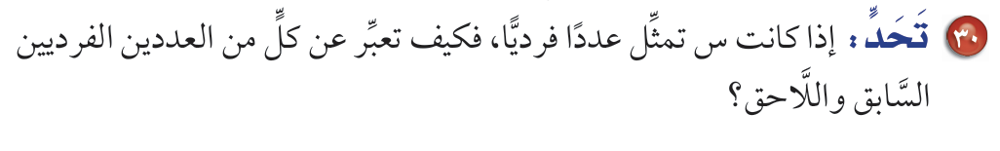 ٣٠ تَحَدٍّ: إذا كانت س تمثِّل عددًا فرديًّا، فكيف تعبِّر عن كلٍّ من العددين الفرديين
السَّابق واللَّاحق؟